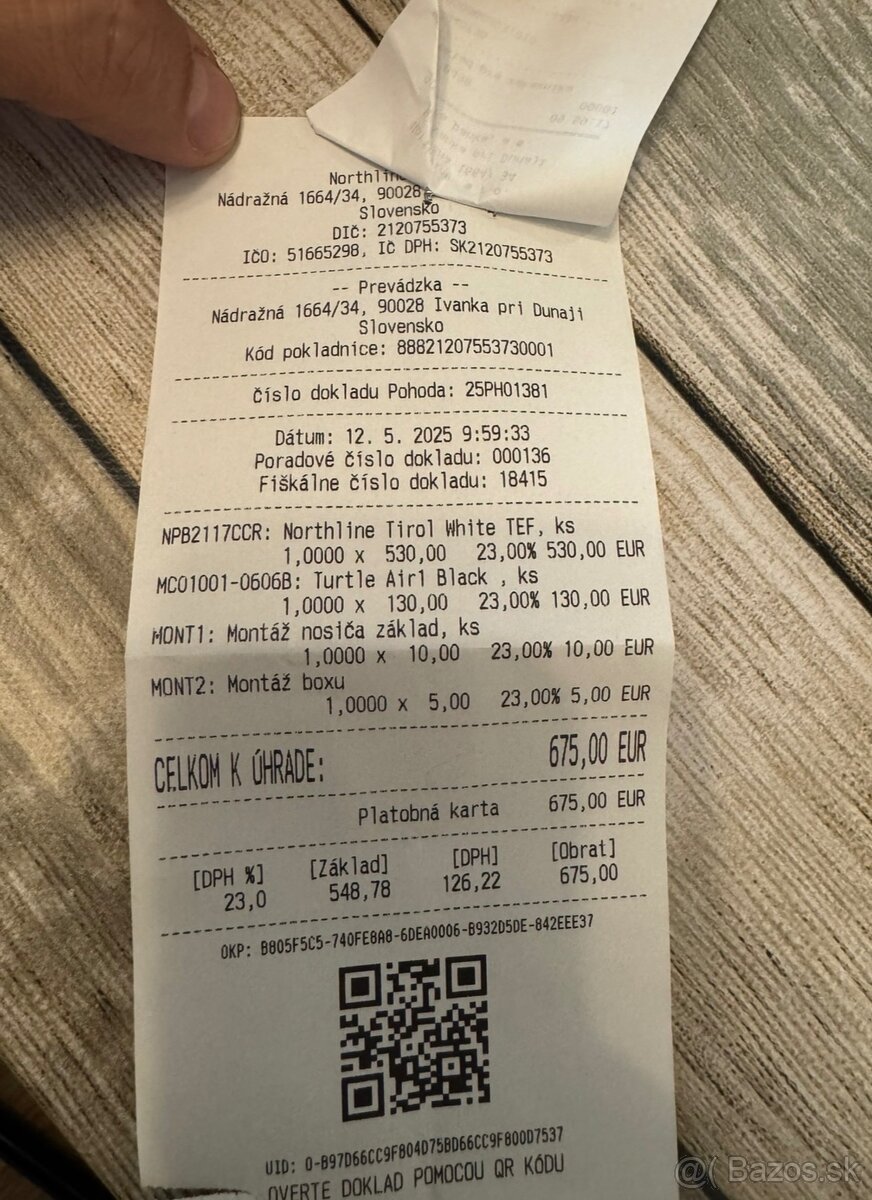 Northline
Nádražná 1664/34, 90028
Slovensko
DIČ: 2120755373
IČO: 51665298, IČ DPH: SK2120755373
-- Prevádzka --
Nádražná 1664/34, 90028 Ivanka pri Dunaji
Slovensko
Kód pokladnice: 88821207553730001
číslo dokladu Pohoda: 25PH01381
Dátum: 12. 5. 2025 9:59:33
Poradové číslo dokladu: 000136
Fiškálne číslo dokladu: 18415
NPB2117CCR: Northline Tirol White TEF, ks
1,0000 x 530,00 23,00% 530,00 EUR
MC01001-0606B: Turtle Air1 Black , ks
1,0000 x 130,00 23,00% 130,00 EUR
MONT1: Montáž nosiča základ, ks
1,0000 x 10,00 23,00% 10,00 EUR
MONT2: Montáž boxu
1,0000 x 5,00 23,00% 5,00 EUR
CELKOM K ÚHRADE: 675,00 EUR
Platobná karta 675,00 EUR
[DPH %] [Základ] [DPH] [Obrat]
23,0 548,78 126,22 675,00
OKP: B805F5C5-740FE8A8-6DEA0006-B932D5DE-842EEE37
UID: O-B97D66CC9F804D75BD66CC9F800D7537
OVERTE DOKLAD POMOCOU QR KÓDU
@( Bazos.sk